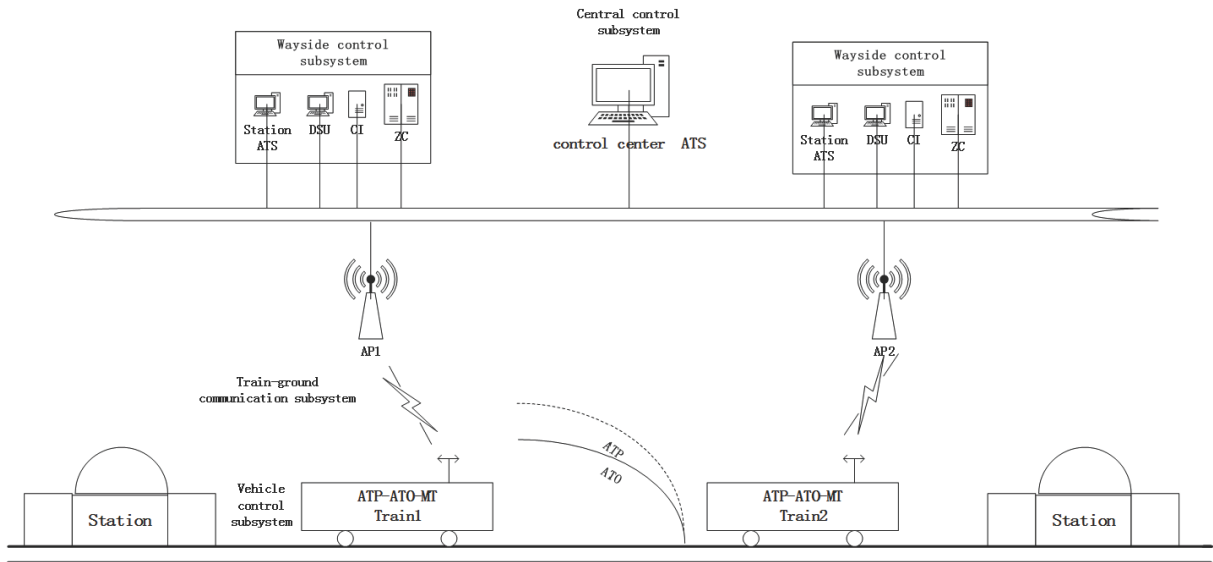 Central control
subsystem
Wayside control
subsystem
Station
ATS
DSU
CI
ZC
control center ATS
Wayside control
subsystem
Station
ATS
DSU
CI
ZC
AP1
AP2
Train-ground
communication subsystem
ATP
ATO
Vehicle
control
subsystem
ATP-ATO-MT
Train1
ATP-ATO-MT
Train2
Station
Station